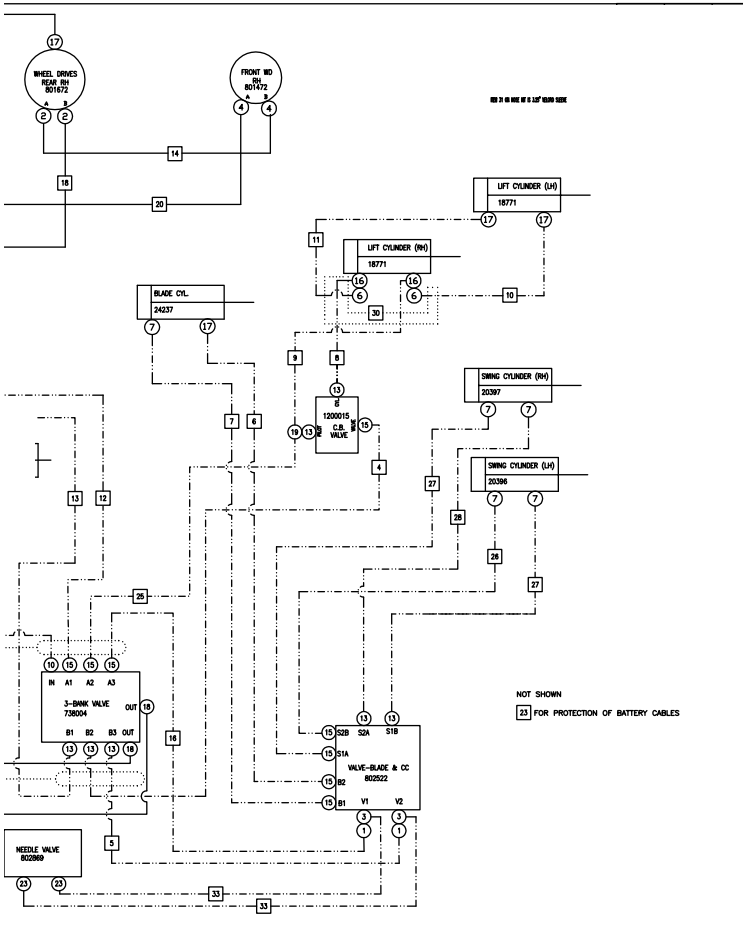 17
WHEEL DRIVES
REAR RH
801672
A B
2 2
FRONT WD
RH
801472
A B
4 4
14
18
20
LIFT CYLINDER (LH)
18771
17 17
11
LIFT CYLINDER (RH)
18771
16 16
6 6
10
30
BLADE CYL.
24237
7 17
9 8
SWING CYLINDER (RH)
20397
7 7
13
CYL
1200015
C.B.
VALVE
PILOT
VALVE
19 13 15
7 6
4
SWING CYLINDER (LH)
20396
7 7
27
13 12
28
26
27
25
10 15 15 15
IN A1 A2 A3
3-BANK VALVE
738004
OUT 18
B1 B2 B3 OUT
13 13 13 18
16
NOT SHOWN
23 FOR PROTECTION OF BATTERY CABLES
13 13
15 S2B S2A S1B
15 S1A
VALVE-BLADE & CC
802522
15 B2
15 B1
V1 V2
3 3
1 1
5
NEEDLE VALVE
802869
23 23
33
33